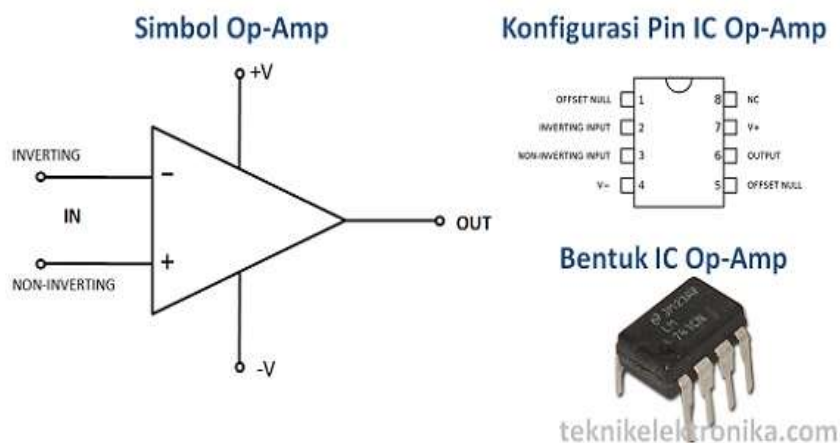 Simbol Op-Amp
+V
INVERTING
−
IN
OUT
+
NON-INVERTING
-V
Konfigurasi Pin IC Op-Amp
OFFSET NULL 1 8 NC
INVERTING INPUT 2 7 V+
NON-INVERTING INPUT 3 6 OUTPUT
V− 4 5 OFFSET NULL
Bentuk IC Op-Amp
LM
741CN
teknikelektronika.com